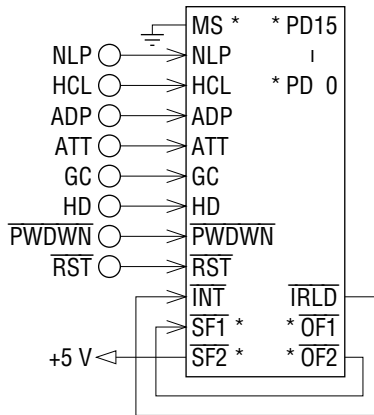 MS * * PD15
NLP NLP ı
HCL HCL * PD 0
ADP ADP
ATT ATT
GC GC
HD HD
PWDWN PWDWN
RST RST
INT IRLD
SF1 * * OF1
+5 V SF2 * * OF2